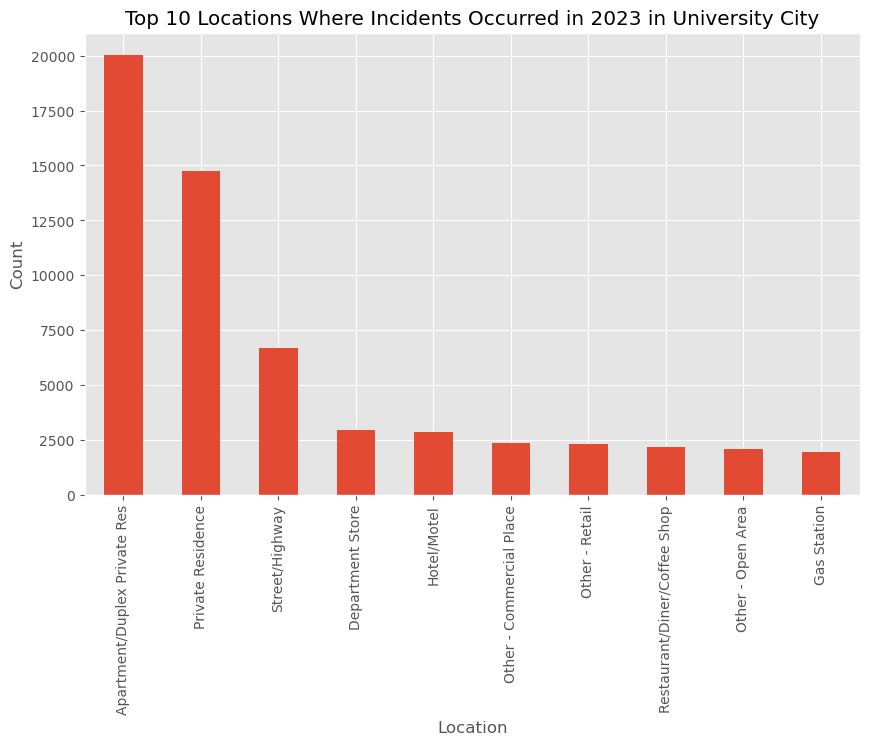 Top 10 Locations Where Incidents Occurred in 2023 in University City
Count
20000
17500
15000
12500
10000
7500
5000
2500
0
Apartment/Duplex Private Res
Private Residence
Street/Highway
Department Store
Hotel/Motel
Other - Commercial Place
Other - Retail
Restaurant/Diner/Coffee Shop
Other - Open Area
Gas Station
Location